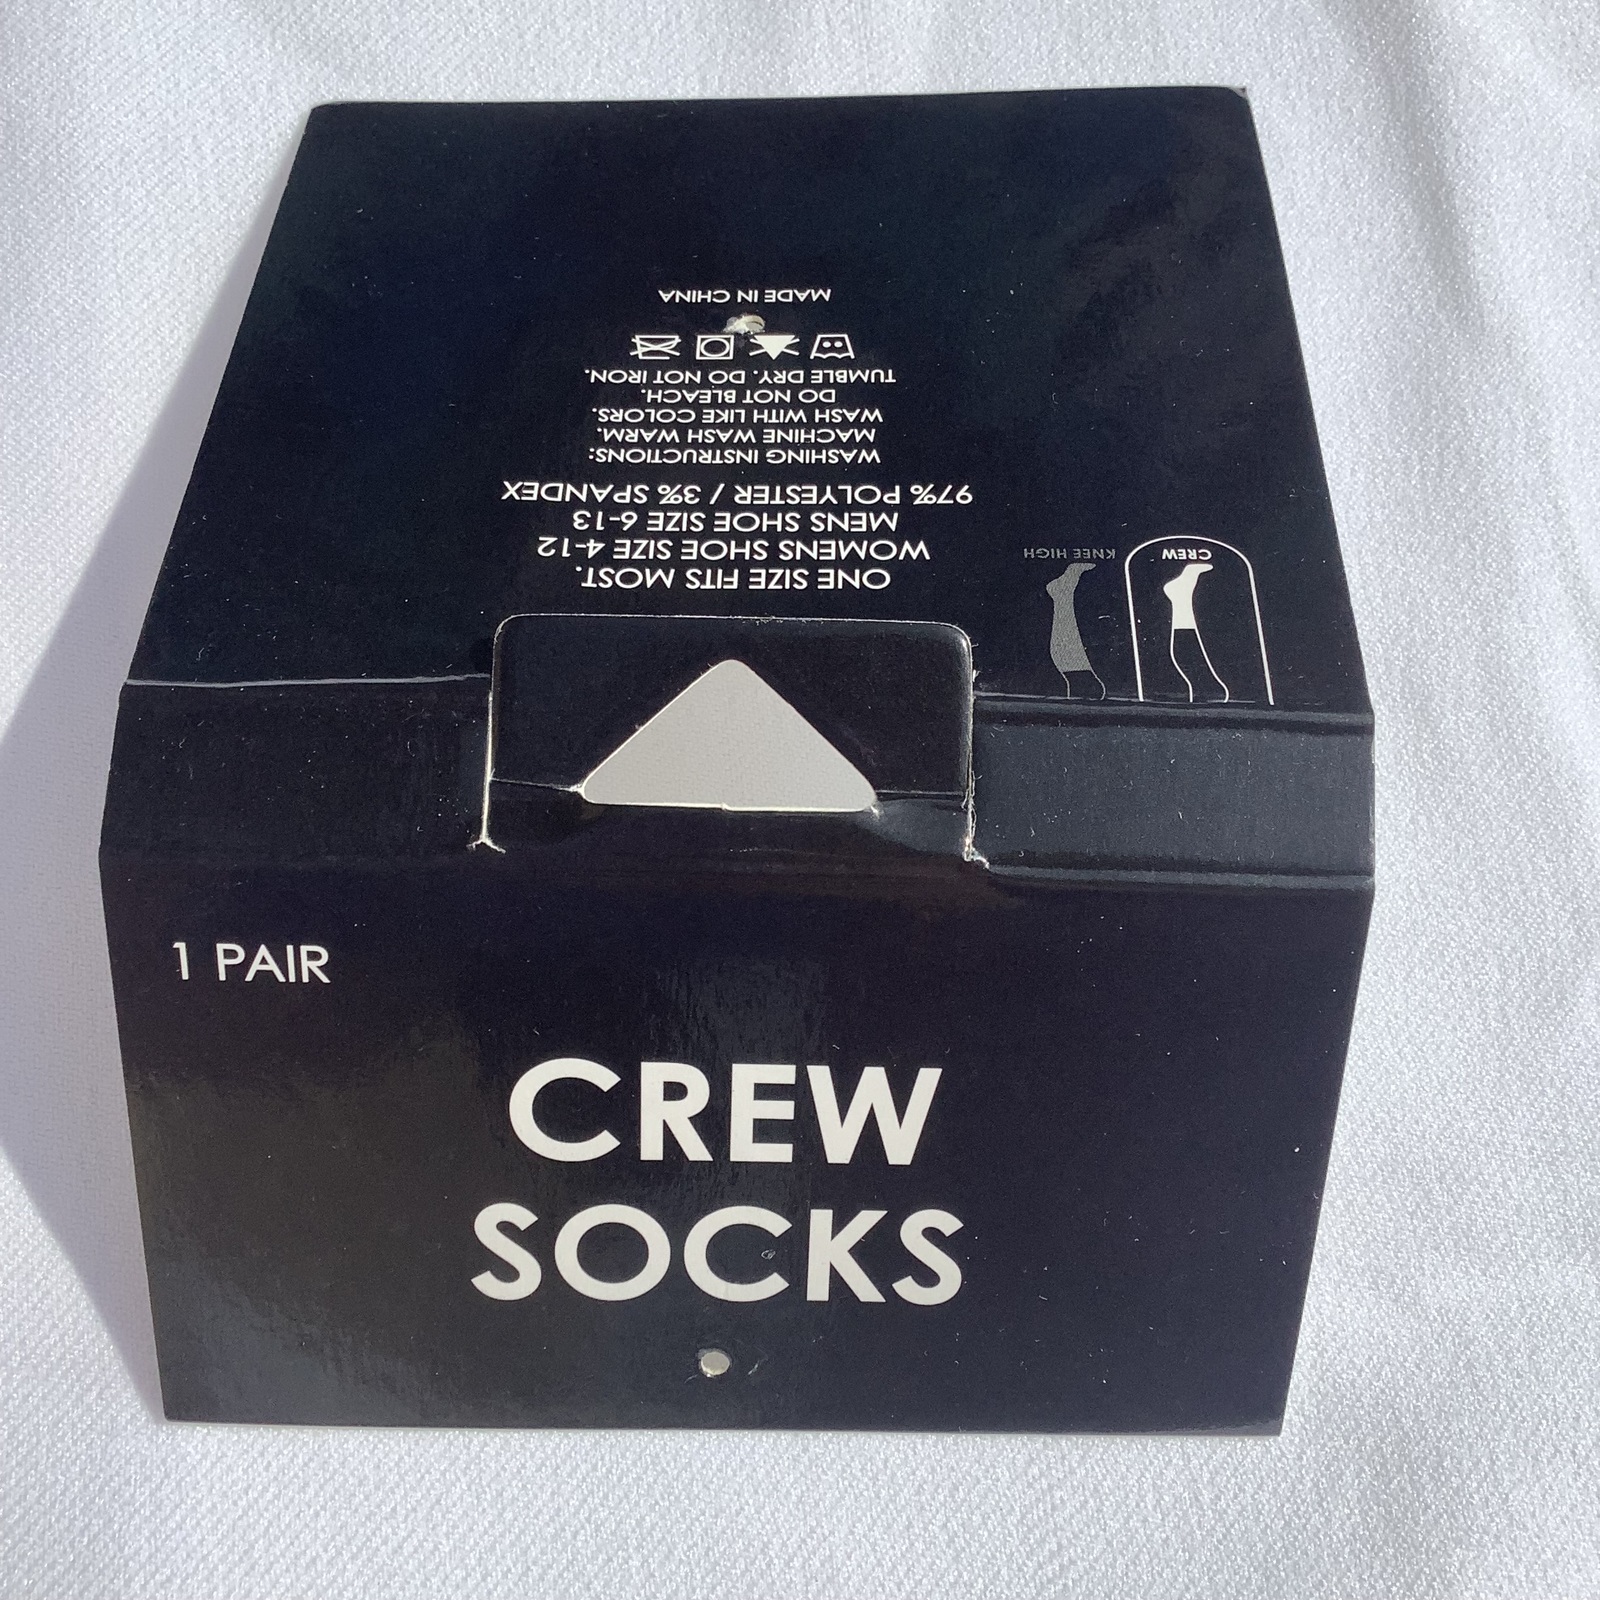 1 PAIR
CREW
SOCKS
ONE SIZE FITS MOST.
WOMENS SHOE SIZE 4-12
MENS SHOE SIZE 6-13
97% POLYESTER / 3% SPANDEX
WASHING INSTRUCTIONS:
MACHINE WASH WARM.
WASH WITH LIKE COLORS.
DO NOT BLEACH.
TUMBLE DRY. DO NOT IRON.
MADE IN CHINA
CREW
KNEE HIGH